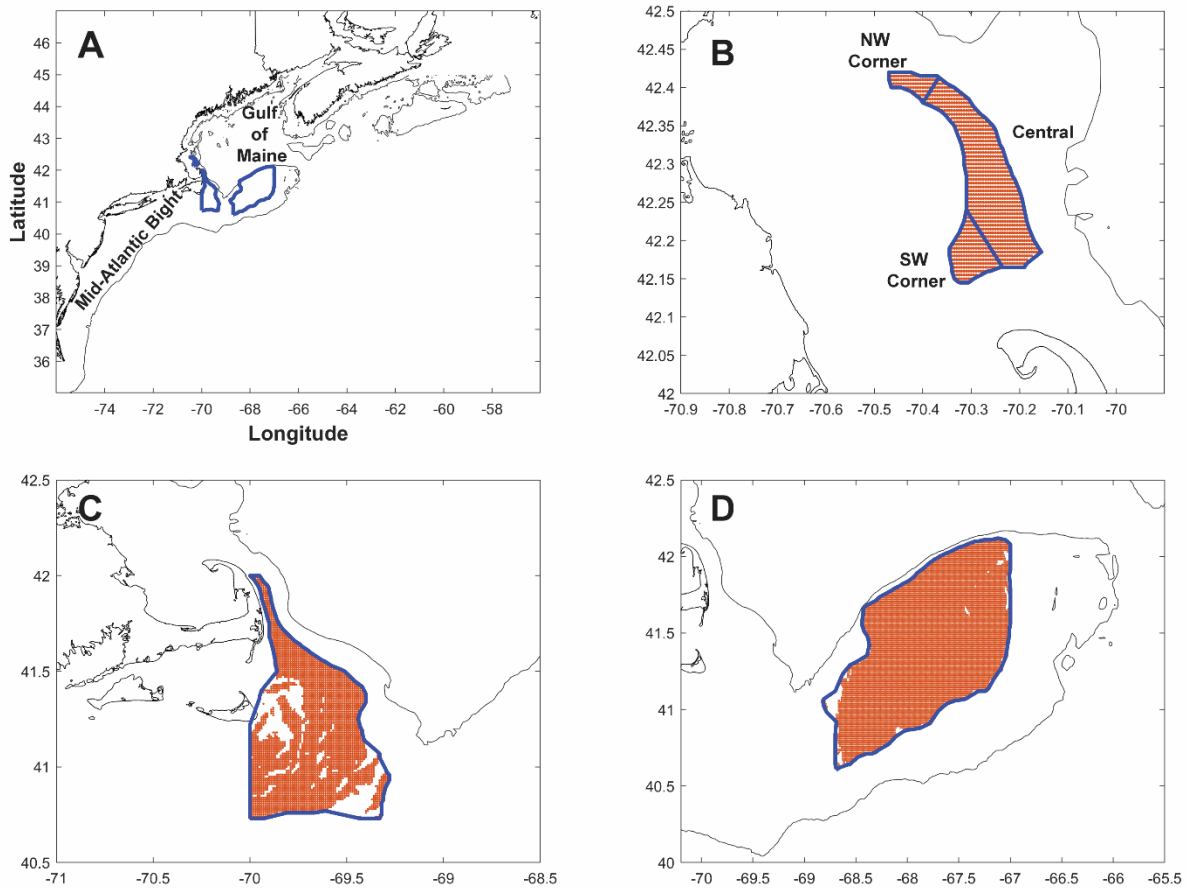 A
46
45
44
43
42
41
40
39
38
37
36
Latitude
Gulf
of
Maine
Mid-Atlantic Bight
-74 -72 -70 -68 -66 -64 -62 -60 -58
Longitude
B
42.5
42.45
42.4
42.35
42.3
42.25
42.2
42.15
42.1
42.05
42
NW
Corner
Central
SW
Corner
-70.9 -70.8 -70.7 -70.6 -70.5 -70.4 -70.3 -70.2 -70.1 -70
C
42.5
42
41.5
41
40.5
-71 -70.5 -70 -69.5 -69 -68.5
D
42.5
42
41.5
41
40.5
40
-70 -69.5 -69 -68.5 -68 -67.5 -67 -66.5 -66 -65.5